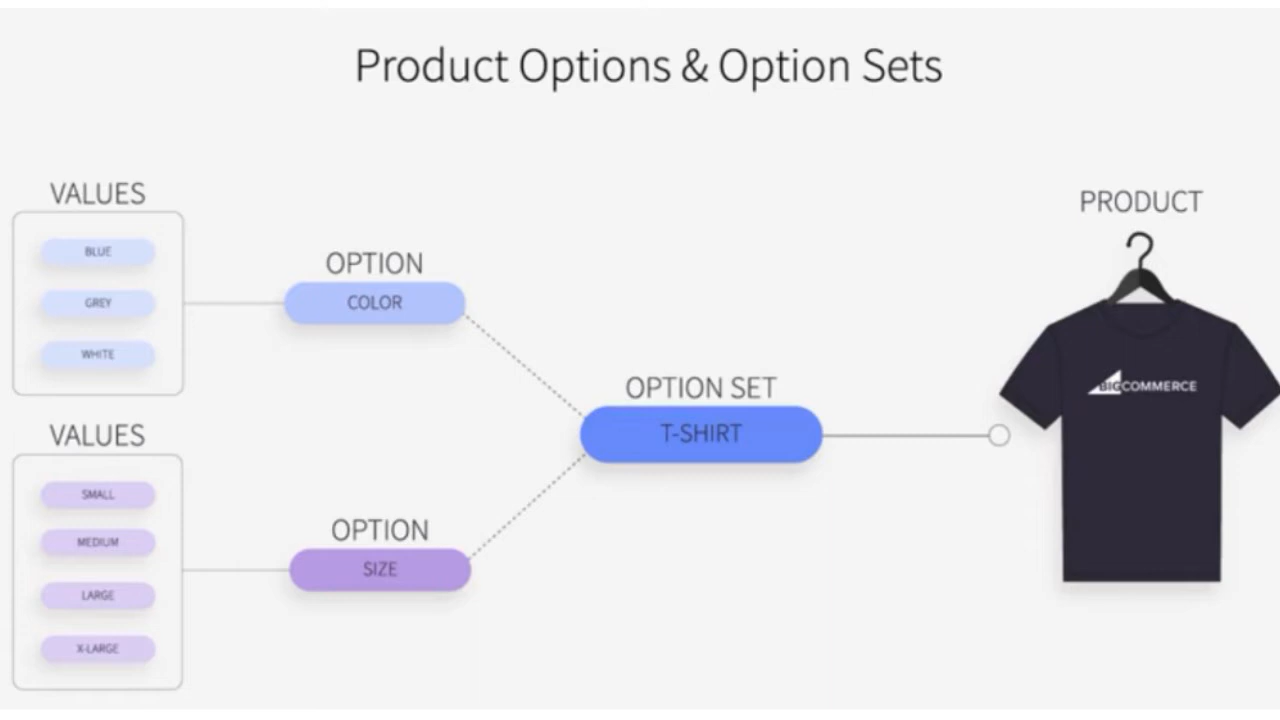 Product Options & Option Sets
VALUES
BLUE
GREY
WHITE
OPTION
COLOR
VALUES
SMALL
MEDIUM
LARGE
X-LARGE
OPTION
SIZE
OPTION SET
T-SHIRT
PRODUCT
BIGCOMMERCE